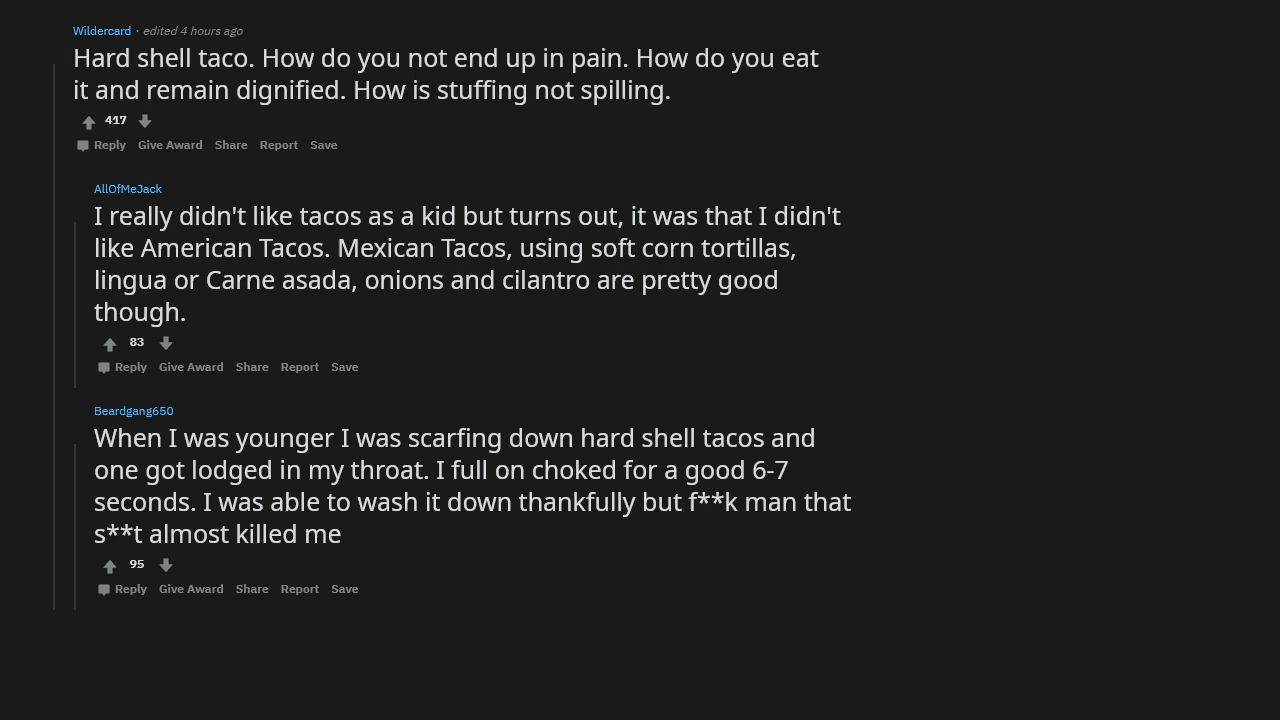 Wildercard · edited 4 hours ago
Hard shell taco. How do you not end up in pain. How do you eat
it and remain dignified. How is stuffing not spilling.
417
Reply Give Award Share Report Save
AllOfMeJack
I really didn't like tacos as a kid but turns out, it was that I didn't
like American Tacos. Mexican Tacos, using soft corn tortillas,
lingua or Carne asada, onions and cilantro are pretty good
though.
83
Reply Give Award Share Report Save
Beardgang650
When I was younger I was scarfing down hard shell tacos and
one got lodged in my throat. I full on choked for a good 6-7
seconds. I was able to wash it down thankfully but f**k man that
s**t almost killed me
95
Reply Give Award Share Report Save